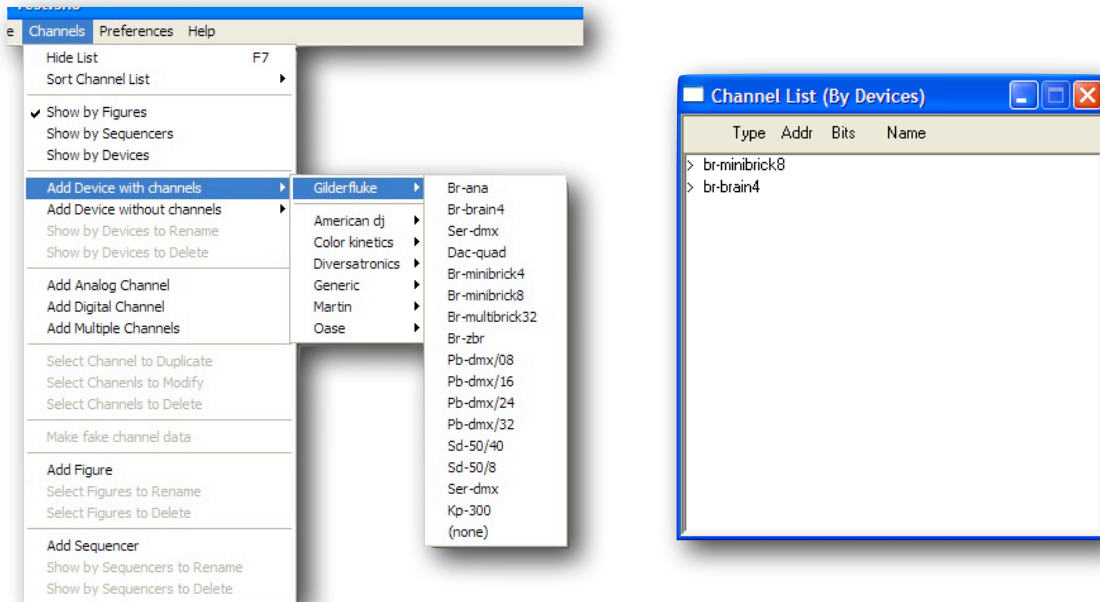 e Channels Preferences Help
Hide List F7
Sort Channel List
Show by Figures
Show by Sequencers
Show by Devices
Add Device with channels
Add Device without channels
Show by Devices to Rename
Show by Devices to Delete
Add Analog Channel
Add Digital Channel
Add Multiple Channels
Select Channel to Duplicate
Select Chanenls to Modify
Select Channels to Delete
Make fake channel data
Add Figure
Select Figures to Rename
Select Figures to Delete
Add Sequencer
Show by Sequencers to Rename
Show by Sequencers to Delete
Gilderfluke
American dj
Color kinetics
Diversatronics
Generic
Martin
Oase
Br-ana
Br-brain4
Ser-dmx
Dac-quad
Br-minibrick4
Br-minibrick8
Br-multibrick32
Br-zbr
Pb-dmx/08
Pb-dmx/16
Pb-dmx/24
Pb-dmx/32
Sd-50/40
Sd-50/8
Ser-dmx
Kp-300
(none)
Channel List (By Devices)
Type Addr Bits Name
> br-minibrick8
> br-brain4